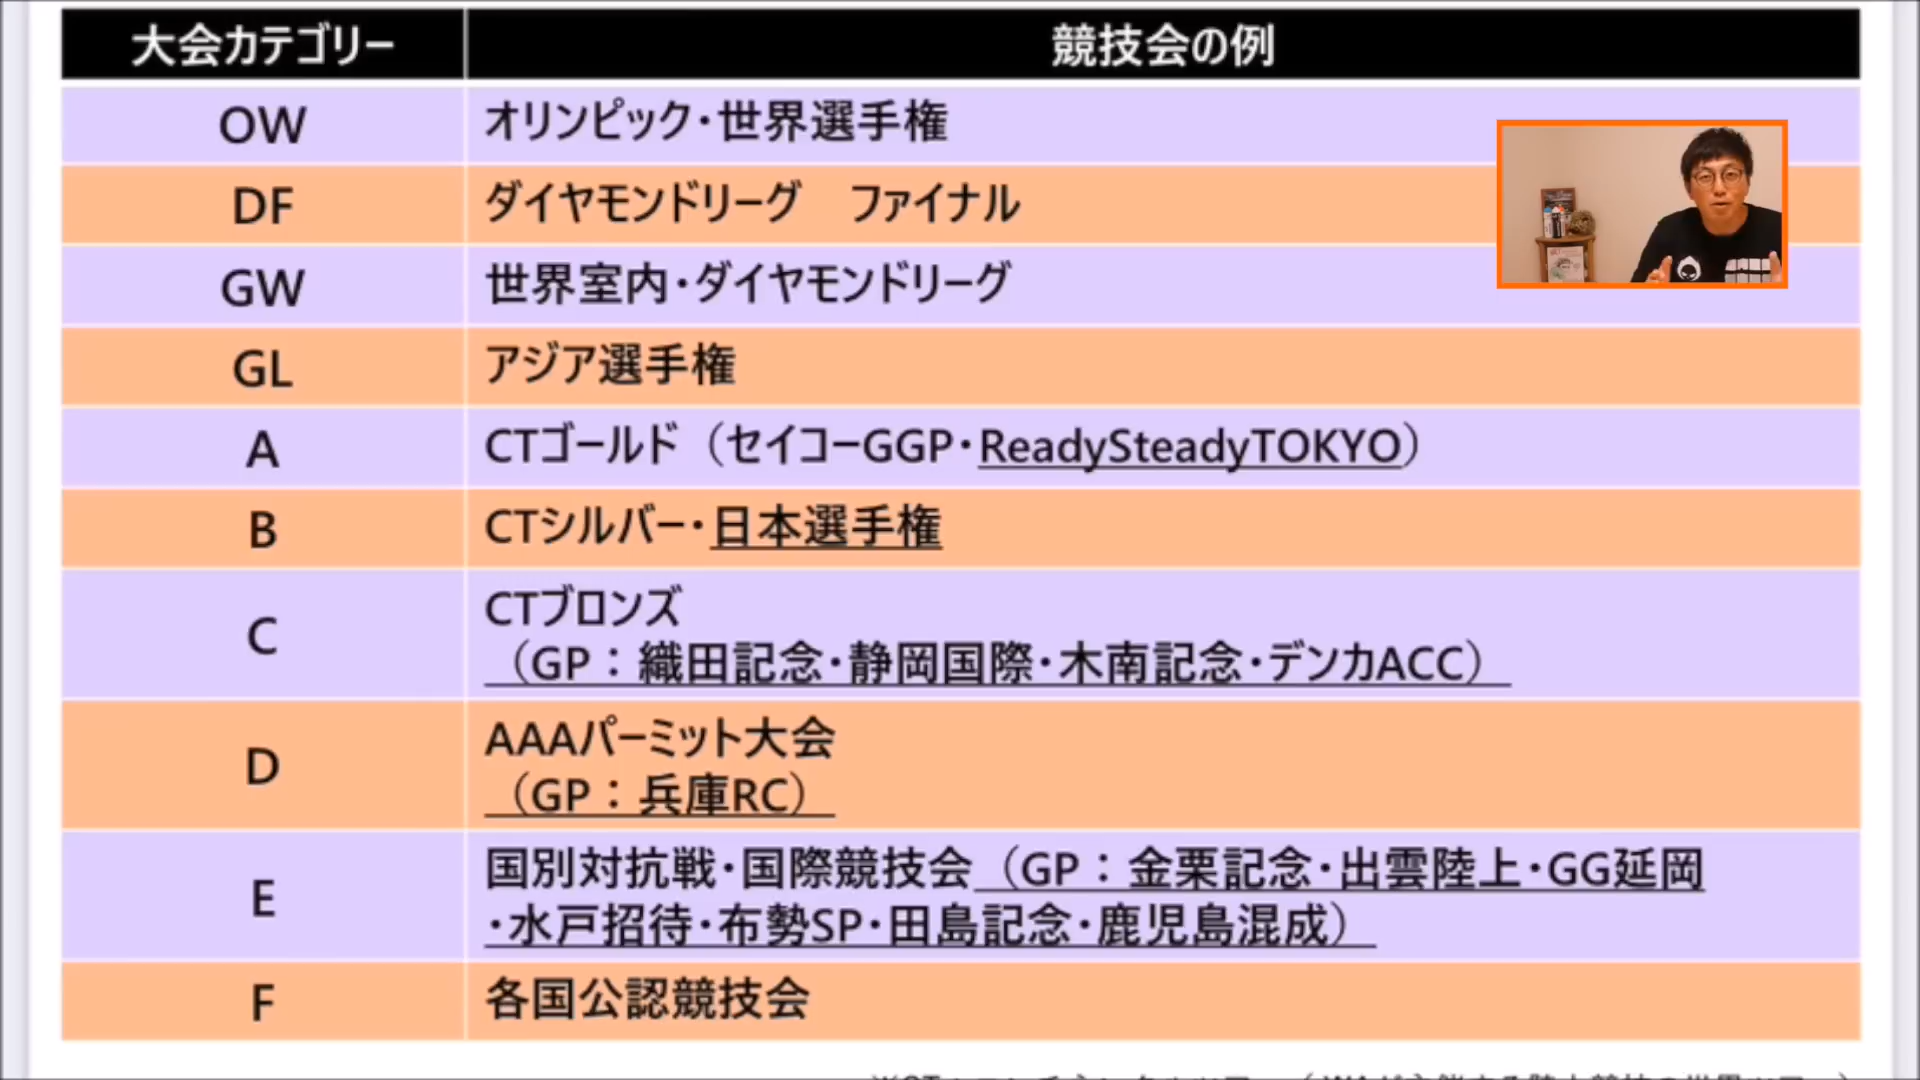 大会カテゴリー 競技会の例
OW オリンピック・世界選手権
DF ダイヤモンドリーグ ファイナル
GW 世界室内・ダイヤモンドリーグ
GL アジア選手権
A CTゴールド（セイコーGGP・ReadySteadyTOKYO）
B CTシルバー・日本選手権
C CTブロンズ
（GP：織田記念・静岡国際・木南記念・デンカACC）
D AAAパーミット大会
（GP：兵庫RC）
E 国別対抗戦・国際競技会（GP：金栗記念・出雲陸上・GG延岡
・水戸招待・布勢SP・田島記念・鹿児島混成）
F 各国公認競技会